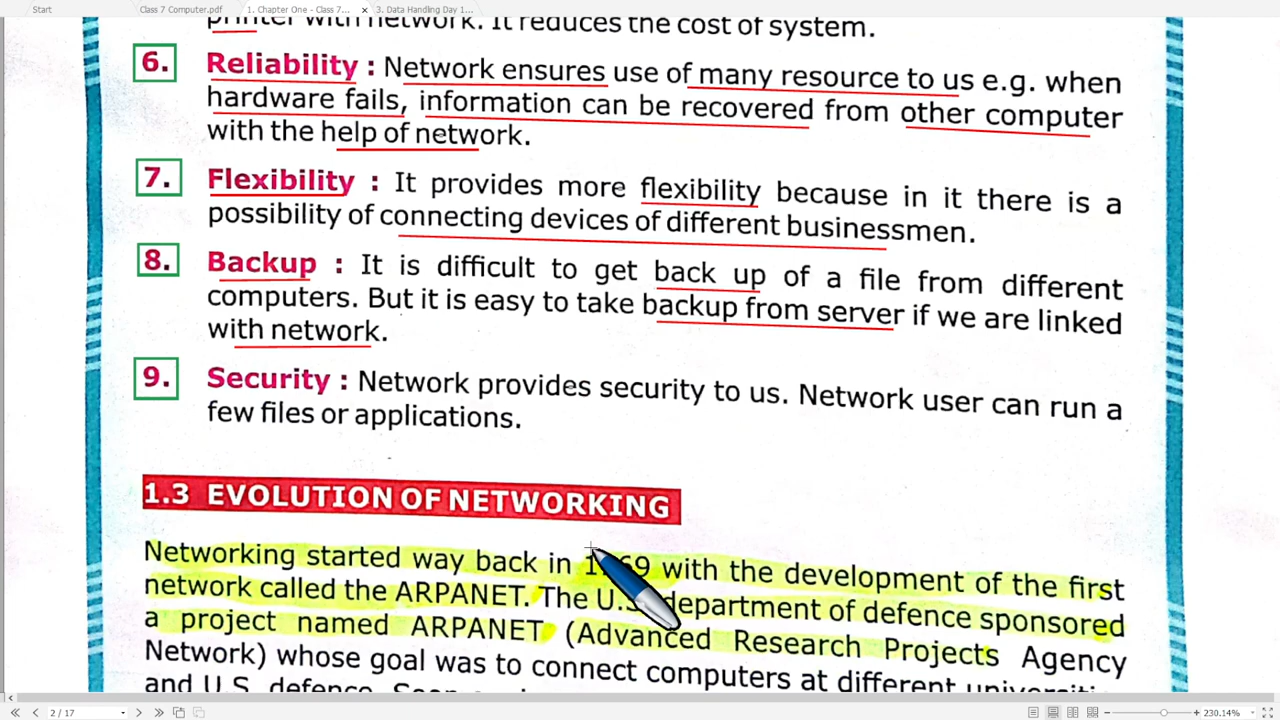 Start
Class 7 Computer.pdf
1. Chapter One - Class 7...
3. Data Handling Day 1...
printer with network. It reduces the cost of system.
6. Reliability : Network ensures use of many resource to us e.g. when
hardware fails, information can be recovered from other computer
with the help of network.
7. Flexibility : It provides more flexibility because in it there is a
possibility of connecting devices of different businessmen.
8. Backup : It is difficult to get back up of a file from different
computers. But it is easy to take backup from server if we are linked
with network.
9. Security : Network provides security to us. Network user can run a
few files or applications.
1.3 EVOLUTION OF NETWORKING
Networking started way back in 1969 with the development of the first
network called the ARPANET. The U.S. department of defence sponsored
a project named ARPANET (Advanced Research Projects Agency
Network) whose goal was to connect computers at different universities
and U.S. defence. Soon
2 / 17
230.14%